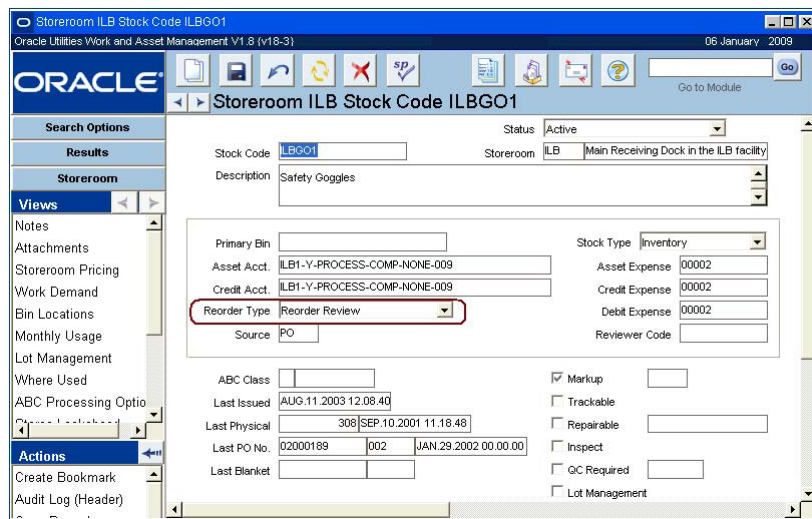 Storeroom ILB Stock Code ILBGO1
Oracle Utilities Work and Asset Management V1.8 {v18-3}
06 January 2009
ORACLE
sp
Go
Go to Module
Storeroom ILB Stock Code ILBGO1
Search Options
Results
Storeroom
Views
Notes
Attachments
Storeroom Pricing
Work Demand
Bin Locations
Monthly Usage
Lot Management
Where Used
ABC Processing Optio
Actions
Create Bookmark
Audit Log (Header)
Status Active
Stock Code ILBGO1 Storeroom ILB Main Receiving Dock in the ILB facility
Description Safety Goggles
Primary Bin Stock Type Inventory
Asset Acct. ILB1-Y-PROCESS-COMP-NONE-009 Asset Expense 00002
Credit Acct. ILB1-Y-PROCESS-COMP-NONE-009 Credit Expense 00002
Reorder Type Reorder Review Debit Expense 00002
Source PO Reviewer Code
ABC Class Markup
Last Issued AUG.11.2003 12.08.40 Trackable
Last Physical 308 SEP.10.2001 11.18.48 Repairable
Last PO No. 02000189 002 JAN.29.2002 00.00.00 Inspect
Last Blanket QC Required
Lot Management